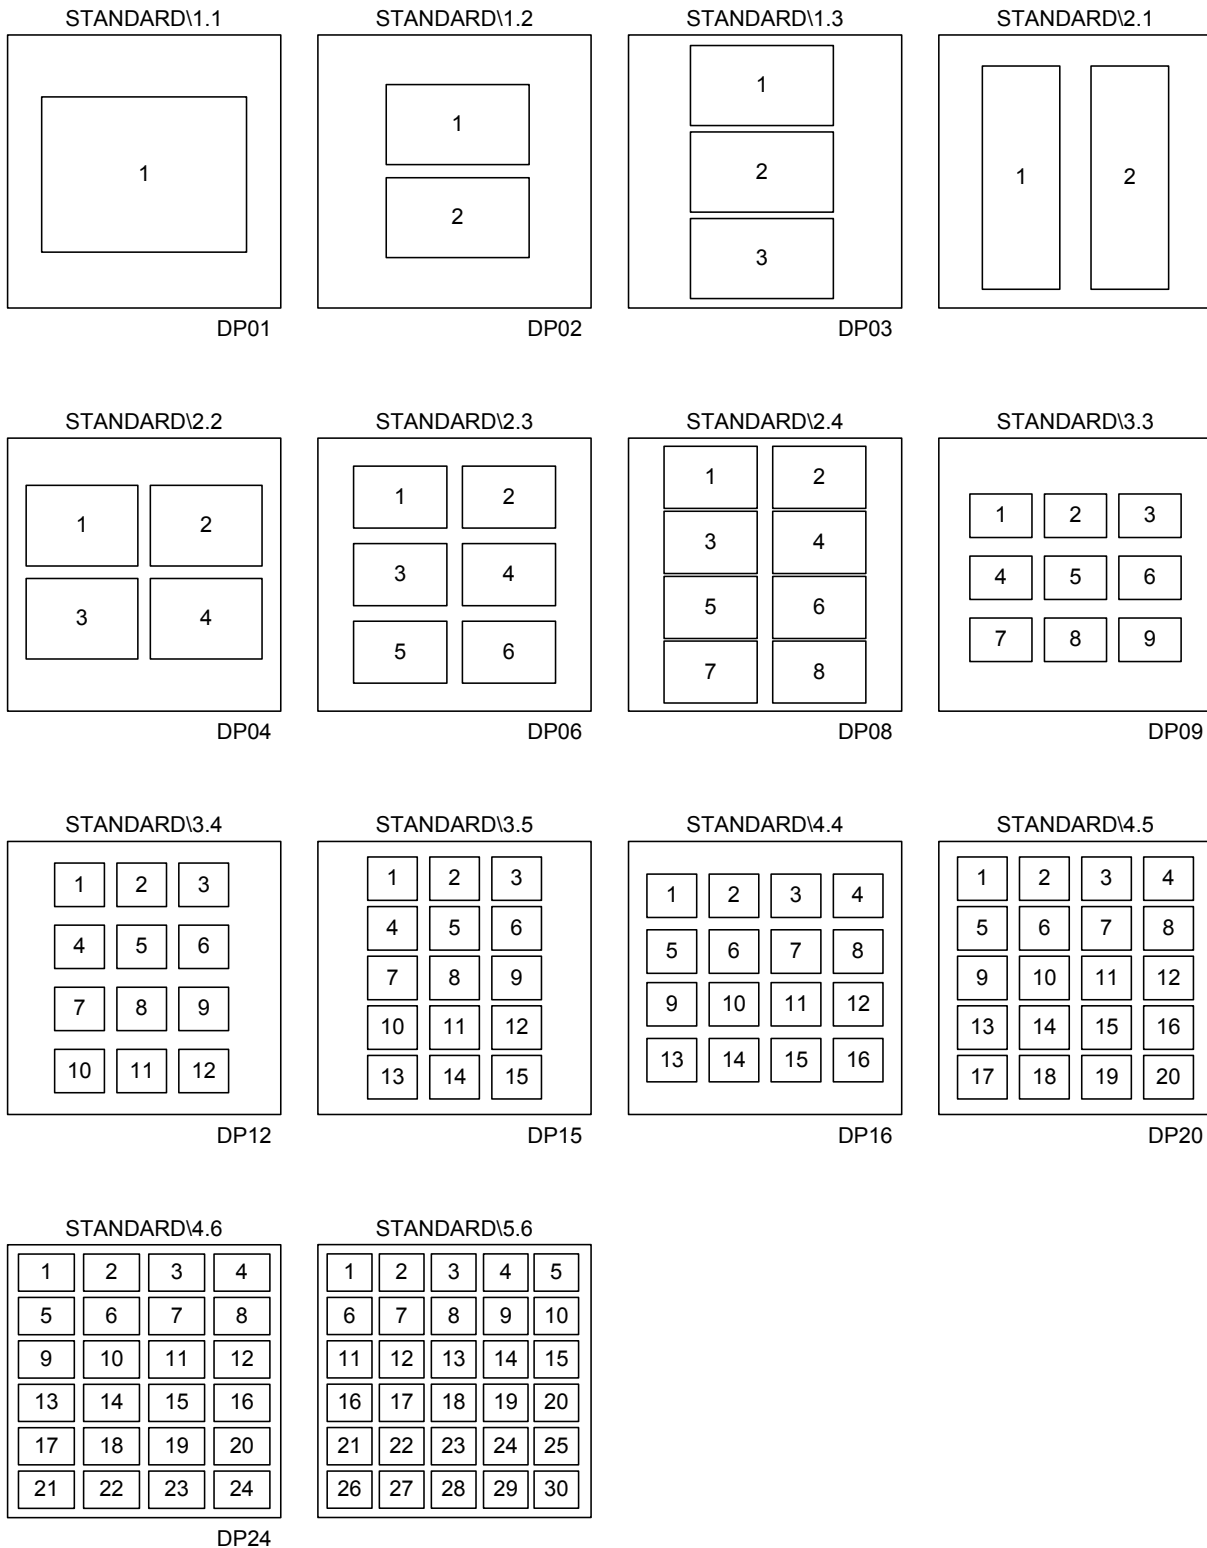 STANDARD\1.1 STANDARD\1.2 STANDARD\1.3 STANDARD\2.1
1
1
2
1
2
3
1 2
DP01 DP02 DP03
STANDARD\2.2 STANDARD\2.3 STANDARD\2.4 STANDARD\3.3
1 2
3 4
1 2
3 4
5 6
1 2
3 4
5 6
7 8
1 2 3
4 5 6
7 8 9
DP04 DP06 DP08 DP09
STANDARD\3.4 STANDARD\3.5 STANDARD\4.4 STANDARD\4.5
1 2 3
4 5 6
7 8 9
10 11 12
1 2 3
4 5 6
7 8 9
10 11 12
13 14 15
1 2 3 4
5 6 7 8
9 10 11 12
13 14 15 16
1 2 3 4
5 6 7 8
9 10 11 12
13 14 15 16
17 18 19 20
DP12 DP15 DP16 DP20
STANDARD\4.6 STANDARD\5.6
1 2 3 4
5 6 7 8
9 10 11 12
13 14 15 16
17 18 19 20
21 22 23 24
1 2 3 4 5
6 7 8 9 10
11 12 13 14 15
16 17 18 19 20
21 22 23 24 25
26 27 28 29 30
DP24